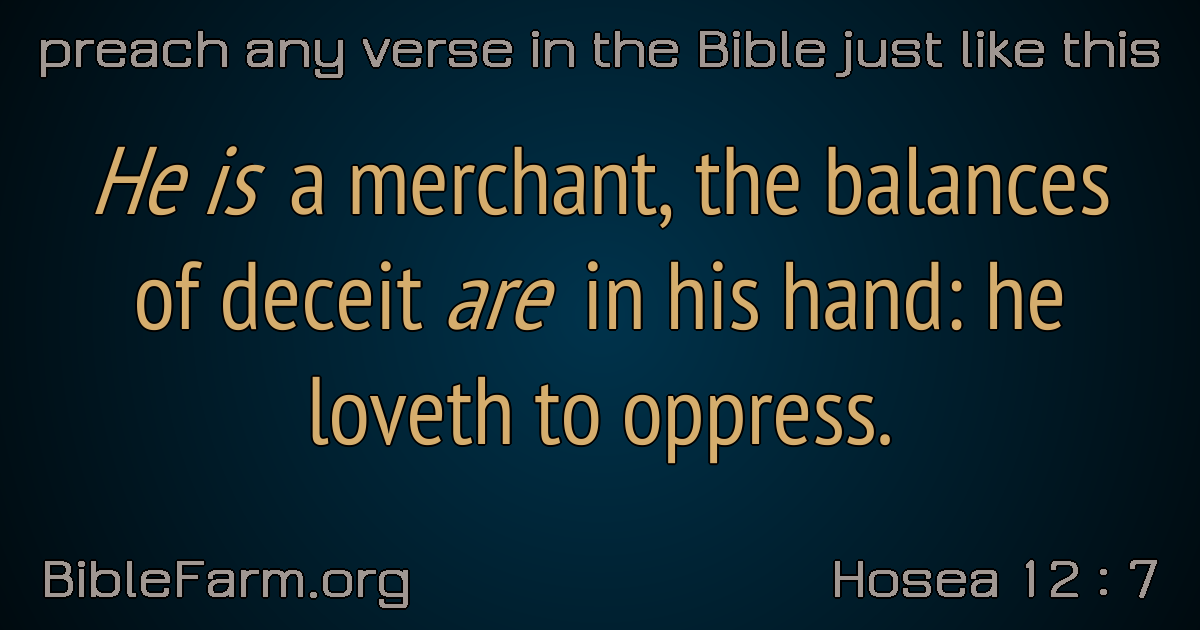 preach any verse in the Bible just like this
He is a merchant, the balances
of deceit are in his hand: he
loveth to oppress.
BibleFarm.org
Hosea 12 : 7